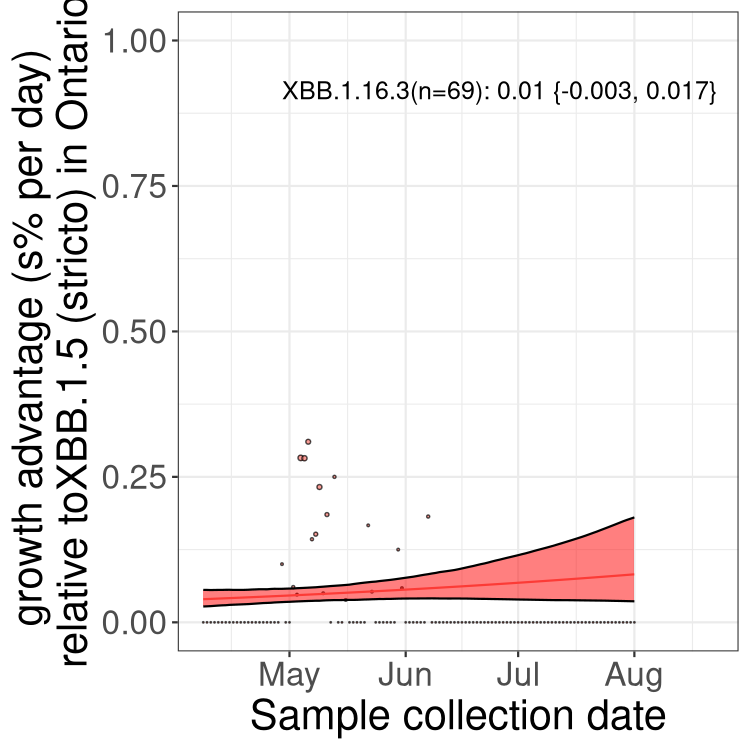 growth advantage (s% per day)
relative toXBB.1.5 (stricto) in Ontario
1.00
XBB.1.16.3(n=69): 0.01 {-0.003, 0.017}
0.75
0.50
0.25
0.00
May Jun Jul Aug
Sample collection date